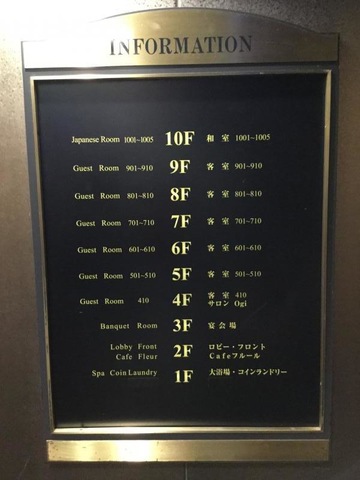 INFORMATION
Japanese Room 1001~1005 10F 和室 1001~1005
Guest Room 901~910 9F 客室 901~910
Guest Room 801~810 8F 客室 801~810
Guest Room 701~710 7F 客室 701~710
Guest Room 601~610 6F 客室 601~610
Guest Room 501~510 5F 客室 501~510
Guest Room 410 4F 客室 410
サロン Ogi
Banquet Room 3F 宴会場
Lobby Front 2F ロビー・フロント
Cafe Fleur Cafeフルール
Spa Coin Laundry 1F 大浴場・コインランドリー